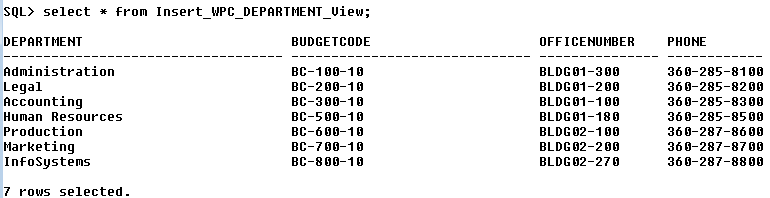 SQL> select * from Insert_WPC_DEPARTMENT_View;
DEPARTMENT BUDGETCODE OFFICENUMBER PHONE
----------------------------------- ------------------------------ --------------- ------------
Administration BC-100-10 BLDG01-300 360-285-8100
Legal BC-200-10 BLDG01-200 360-285-8200
Accounting BC-300-10 BLDG01-100 360-285-8300
Human Resources BC-500-10 BLDG01-180 360-285-8500
Production BC-600-10 BLDG02-100 360-287-8600
Marketing BC-700-10 BLDG02-200 360-287-8700
InfoSystems BC-800-10 BLDG02-270 360-287-8800
7 rows selected.